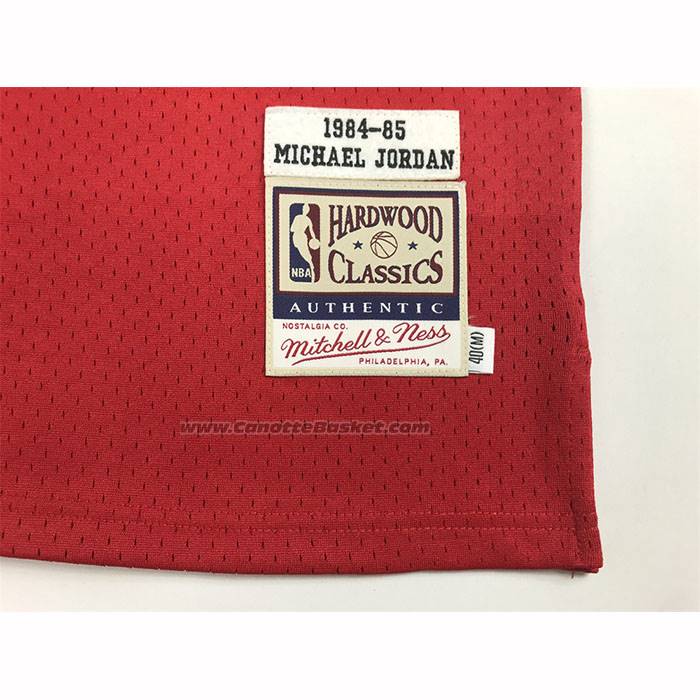 1984-85
MICHAEL JORDAN
HARDWOOD
CLASSICS
NBA
AUTHENTIC
NOSTALGIA CO.
Mitchell & Ness
PHILADELPHIA, PA.
40(M)
www.CanotteBasket.com